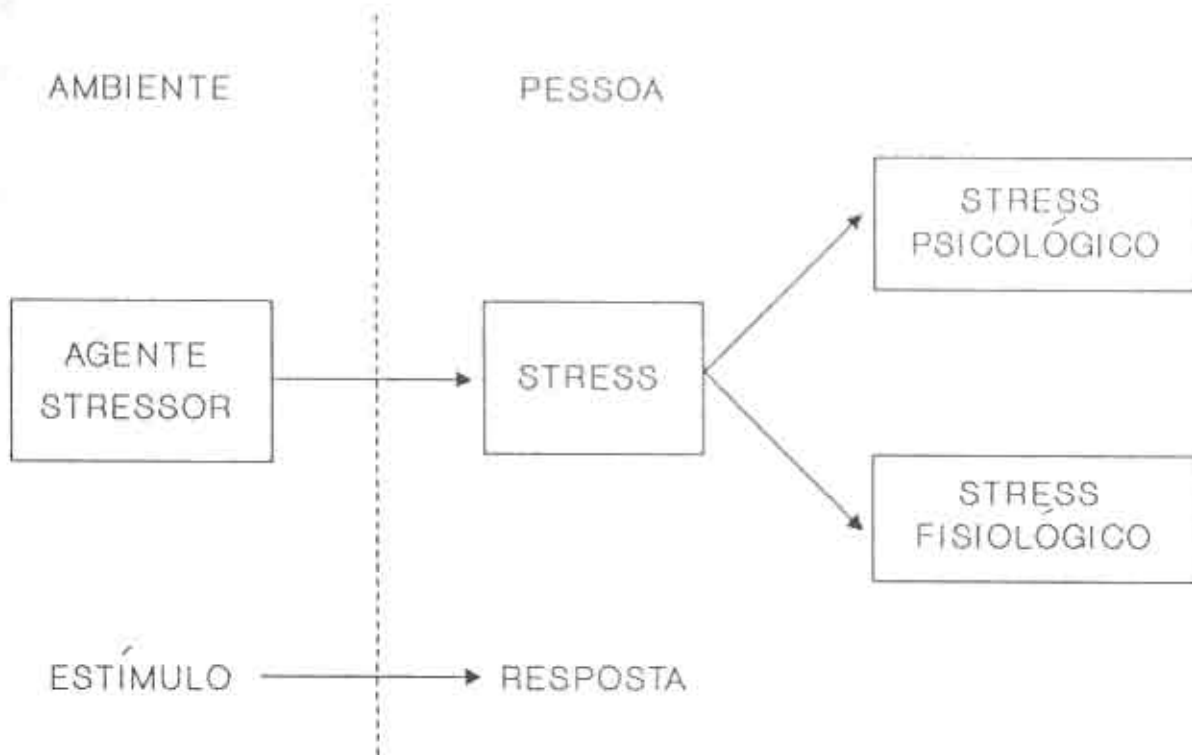 AMBIENTE
PESSOA
STRESS
PSICOLÓGICO
AGENTE
STRESSOR
STRESS
STRESS
FISIOLÓGICO
ESTÍMULO
RESPOSTA